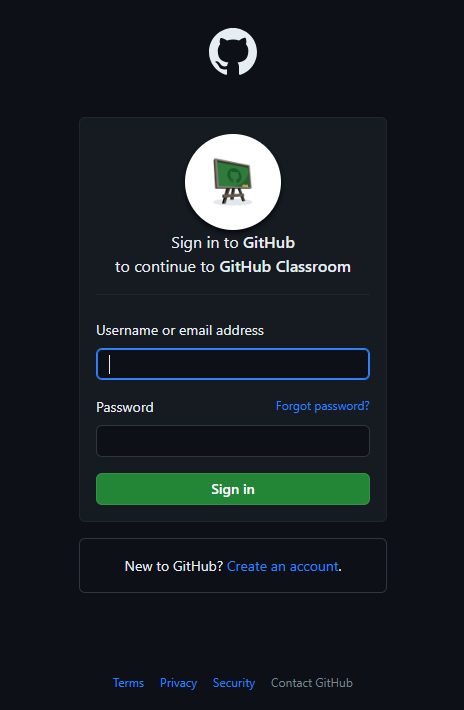 Sign in to GitHub
to continue to GitHub Classroom
Username or email address
Password
Forgot password?
Sign in
New to GitHub? Create an account.
Terms Privacy Security Contact GitHub